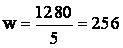 w = 1280/5 = 256